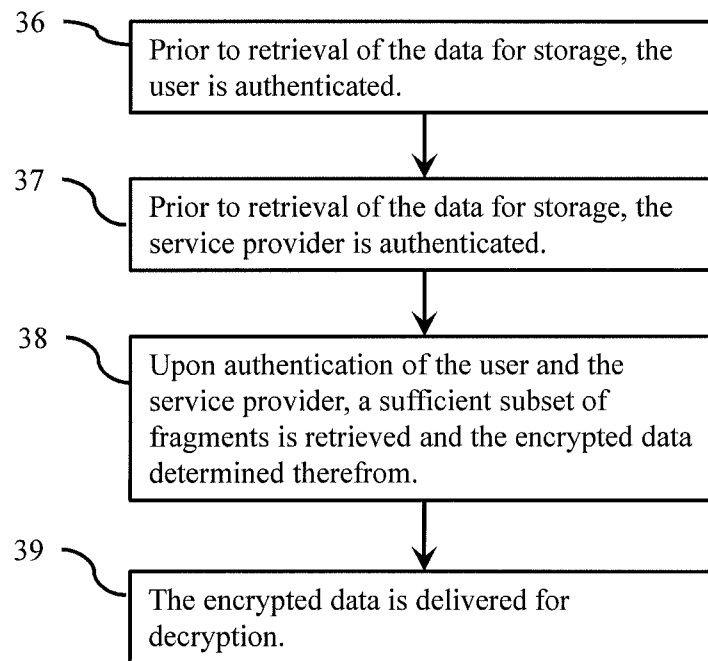 36
Prior to retrieval of the data for storage, the
user is authenticated.
37
Prior to retrieval of the data for storage, the
service provider is authenticated.
38
Upon authentication of the user and the
service provider, a sufficient subset of
fragments is retrieved and the encrypted data
determined therefrom.
39
The encrypted data is delivered for
decryption.